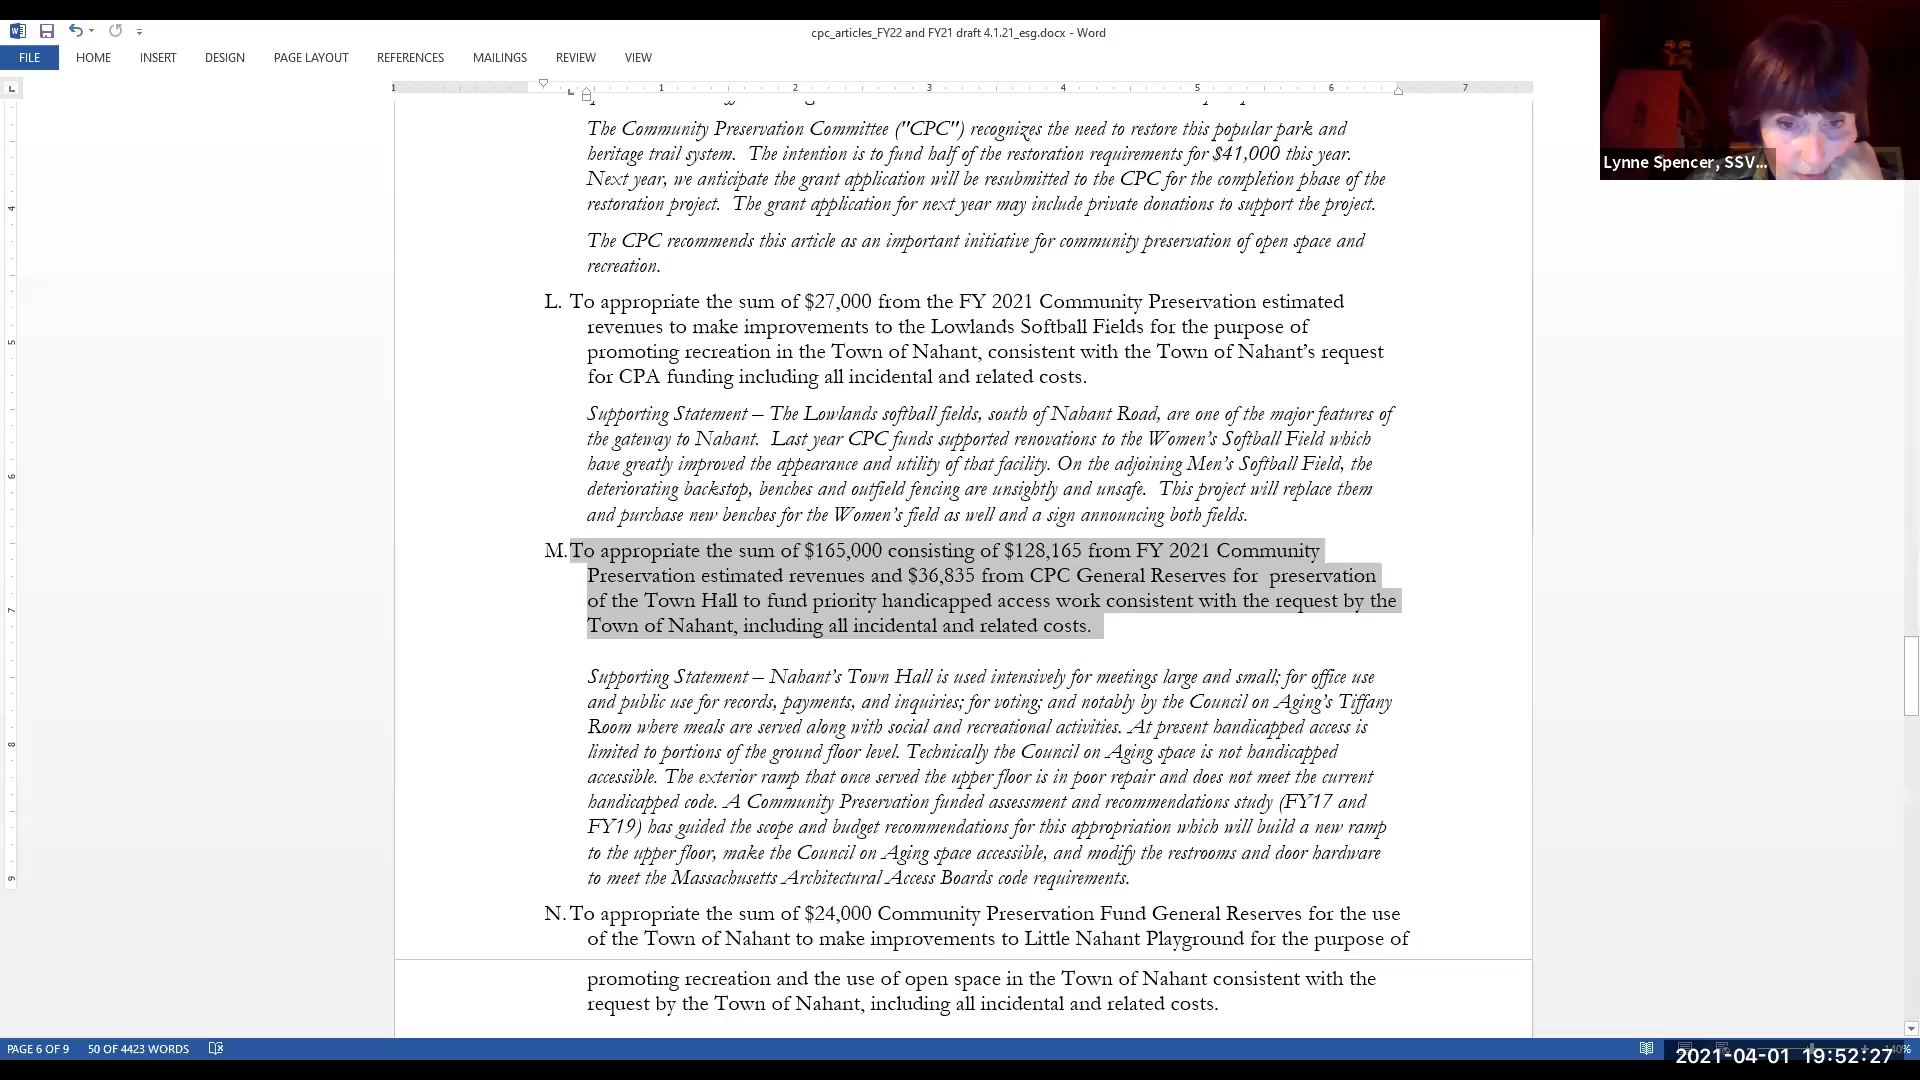 cpc_articles_FY22 and FY21 draft 4.1.21_esg.docx - Word
FILE HOME INSERT DESIGN PAGE LAYOUT REFERENCES MAILINGS REVIEW VIEW
1 1 2 3 4 5 6 7
Lynne Spencer, SSV...
The Community Preservation Committee ("CPC") recognizes the need to restore this popular park and
heritage trail system. The intention is to fund half of the restoration requirements for $41,000 this year.
Next year, we anticipate the grant application will be resubmitted to the CPC for the completion phase of the
restoration project. The grant application for next year may include private donations to support the project.
The CPC recommends this article as an important initiative for community preservation of open space and
recreation.
L. To appropriate the sum of $27,000 from the FY 2021 Community Preservation estimated
revenues to make improvements to the Lowlands Softball Fields for the purpose of
promoting recreation in the Town of Nahant, consistent with the Town of Nahant's request
for CPA funding including all incidental and related costs.
Supporting Statement – The Lowlands softball fields, south of Nahant Road, are one of the major features of
the gateway to Nahant. Last year CPC funds supported renovations to the Women's Softball Field which
have greatly improved the appearance and utility of that facility. On the adjoining Men's Softball Field, the
deteriorating backstop, benches and outfield fencing are unsightly and unsafe. This project will replace them
and purchase new benches for the Women's field as well and a sign announcing both fields.
M. To appropriate the sum of $165,000 consisting of $128,165 from FY 2021 Community
Preservation estimated revenues and $36,835 from CPC General Reserves for preservation
of the Town Hall to fund priority handicapped access work consistent with the request by the
Town of Nahant, including all incidental and related costs.
Supporting Statement – Nahant's Town Hall is used intensively for meetings large and small; for office use
and public use for records, payments, and inquiries; for voting; and notably by the Council on Aging's Tiffany
Room where meals are served along with social and recreational activities. At present handicapped access is
limited to portions of the ground floor level. Technically the Council on Aging space is not handicapped
accessible. The exterior ramp that once served the upper floor is in poor repair and does not meet the current
handicapped code. A Community Preservation funded assessment and recommendations study (FY17 and
FY19) has guided the scope and budget recommendations for this appropriation which will build a new ramp
to the upper floor, make the Council on Aging space accessible, and modify the restrooms and door hardware
to meet the Massachusetts Architectural Access Boards code requirements.
N. To appropriate the sum of $24,000 Community Preservation Fund General Reserves for the use
of the Town of Nahant to make improvements to Little Nahant Playground for the purpose of
promoting recreation and the use of open space in the Town of Nahant consistent with the
request by the Town of Nahant, including all incidental and related costs.
4
5
6
7
8
9
PAGE 6 OF 9 50 OF 4423 WORDS
2021-04-01 19:52:27